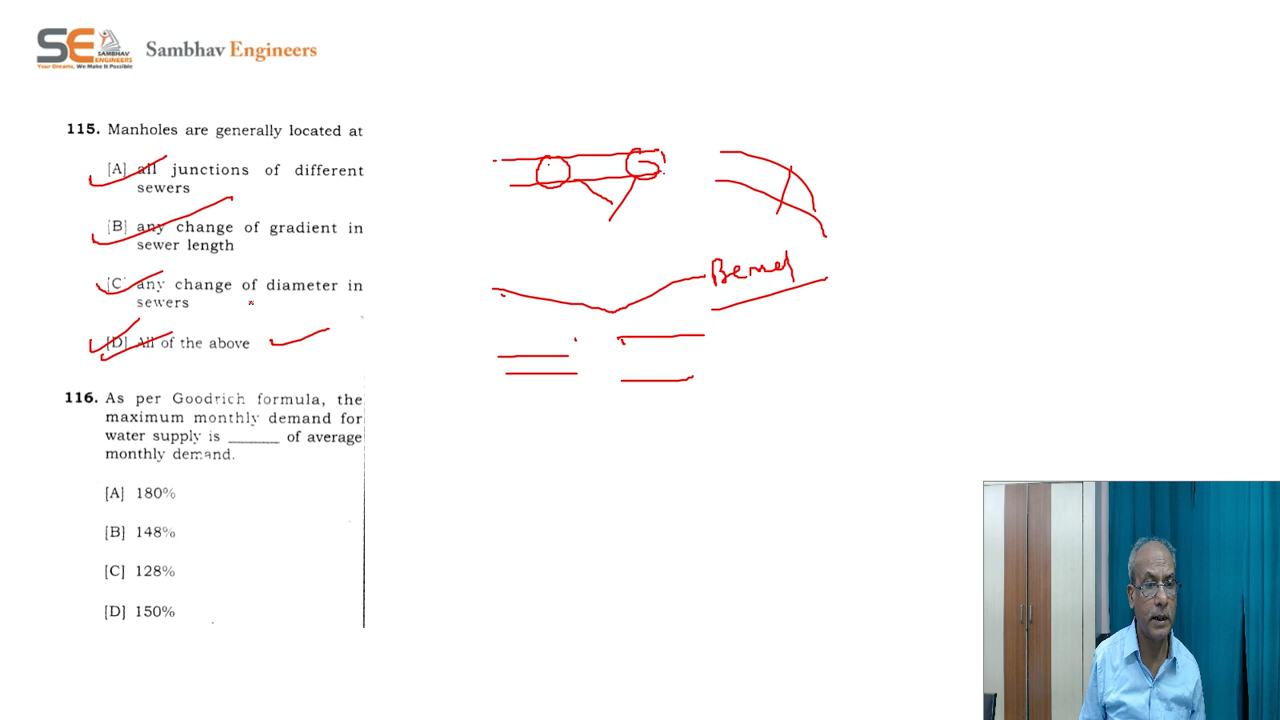 SE
SAMBHAV
ENGINEERS
Your Dreams, We Make It Possible
Sambhav Engineers
115. Manholes are generally located at
[A] all junctions of different
sewers
[B] any change of gradient in
sewer length
[C] any change of diameter in
sewers
[D] All of the above
116. As per Goodrich formula, the
maximum monthly demand for
water supply is ______ of average
monthly demand.
[A] 180%
[B] 148%
[C] 128%
[D] 150%